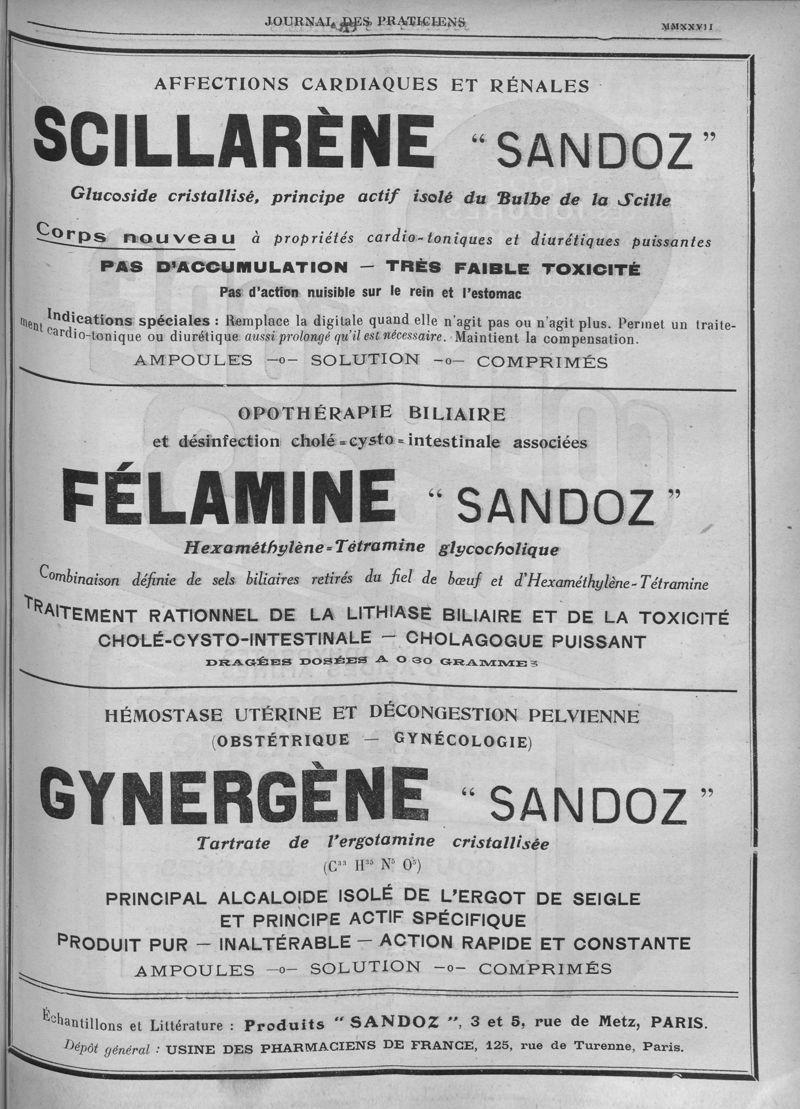 JOURNAL DES PRATICIENS
MMXXVII
AFFECTIONS CARDIAQUES ET RÉNALES
SCILLARÈNE “ SANDOZ ”
Glucoside cristallisé, principe actif isolé du Bulbe de la Scille
Corps nouveau à propriétés cardio-toniques et diurétiques puissantes
PAS D'ACCUMULATION — TRÈS FAIBLE TOXICITÉ
Pas d'action nuisible sur le rein et l'estomac
Indications spéciales : Remplace la digitale quand elle n'agit pas ou n'agit plus. Permet un traite-
ment cardio-tonique ou diurétique aussi prolongé qu'il est nécessaire. Maintient la compensation.
AMPOULES —o— SOLUTION —o— COMPRIMÉS
OPOTHÉRAPIE BILIAIRE
et désinfection cholé=cysto=intestinale associées
FÉLAMINE “ SANDOZ ”
Hexaméthylène=Tétramine glycocholique
Combinaison définie de sels biliaires retirés du fiel de bœuf et d'Hexaméthylène-Tétramine
TRAITEMENT RATIONNEL DE LA LITHIASE BILIAIRE ET DE LA TOXICITÉ
CHOLÉ-CYSTO-INTESTINALE — CHOLAGOGUE PUISSANT
DRAGÉES DOSÉES A 0 30 GRAMMES
HÉMOSTASE UTÉRINE ET DÉCONGESTION PELVIENNE
(OBSTÉTRIQUE — GYNÉCOLOGIE)
GYNERGÈNE “ SANDOZ ”
Tartrate de l'ergotamine cristallisée
(C³³ H³⁵ N⁵ O⁵)
PRINCIPAL ALCALOIDE ISOLÉ DE L'ERGOT DE SEIGLE
ET PRINCIPE ACTIF SPÉCIFIQUE
PRODUIT PUR — INALTÉRABLE — ACTION RAPIDE ET CONSTANTE
AMPOULES —o— SOLUTION —o— COMPRIMÉS
Échantillons et Littérature : Produits “ SANDOZ ”, 3 et 5, rue de Metz, PARIS.
Dépôt général : USINE DES PHARMACIENS DE FRANCE, 125, rue de Turenne, Paris.